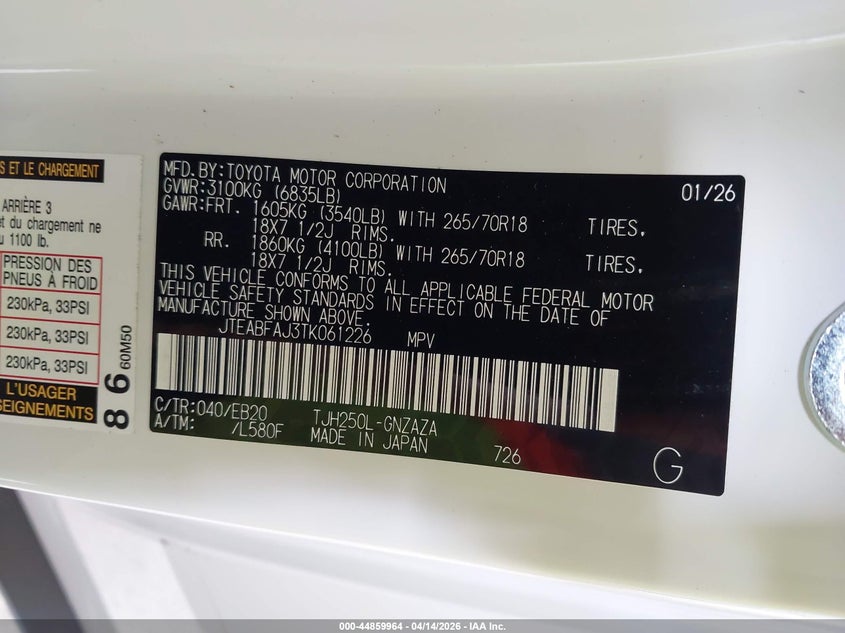 S ET LE CHARGEMENT
ARRIÈRE 3
et du chargement ne
u 1100 lb.
PRESSION DES
PNEUS À FROID
230kPa, 33PSI
230kPa, 33PSI
230kPa, 33PSI
L'USAGER
SEIGNEMENTS
86 60M50
MFD.BY:TOYOTA MOTOR CORPORATION 01/26
GVWR:3100KG (6835LB)
GAWR:FRT. 1605KG (3540LB) WITH 265/70R18 TIRES,
18X7 1/2J RIMS.
RR. 1860KG (4100LB) WITH 265/70R18 TIRES,
18X7 1/2J RIMS.
THIS VEHICLE CONFORMS TO ALL APPLICABLE FEDERAL MOTOR
VEHICLE SAFETY STANDARDS IN EFFECT ON THE DATE OF
MANUFACTURE SHOWN ABOVE.
JTEABFAJ3TK061226 MPV
C/TR:040/EB20 TJH250L-GNZAZA
A/TM: /L580F MADE IN JAPAN 726
G
000-44859964 | 04/14/2026 - IAA Inc.